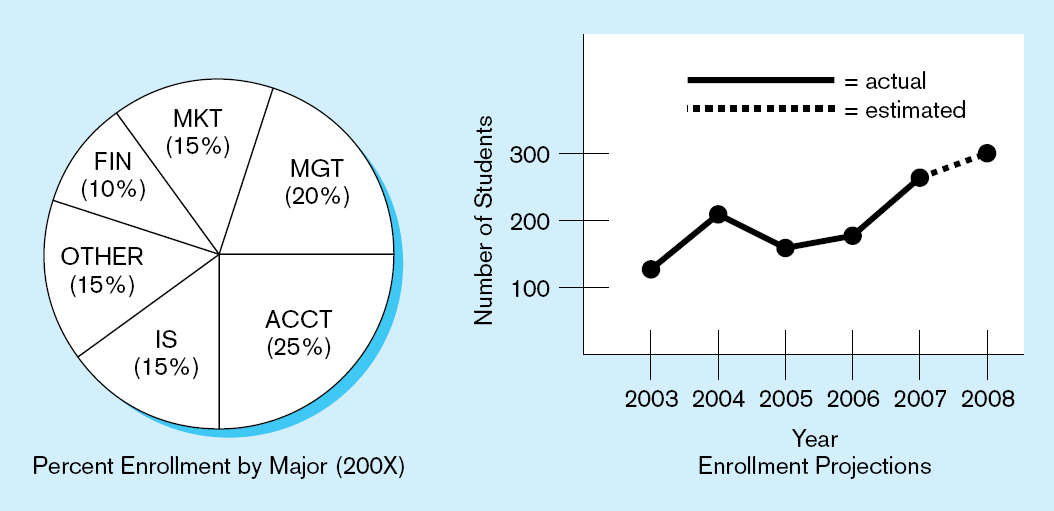 MKT
(15%)
MGT
(20%)
FIN
(10%)
OTHER
(15%)
IS
(15%)
ACCT
(25%)
Percent Enrollment by Major (200X)
= actual
= estimated
Number of Students
300
200
100
2003 2004 2005 2006 2007 2008
Year
Enrollment Projections